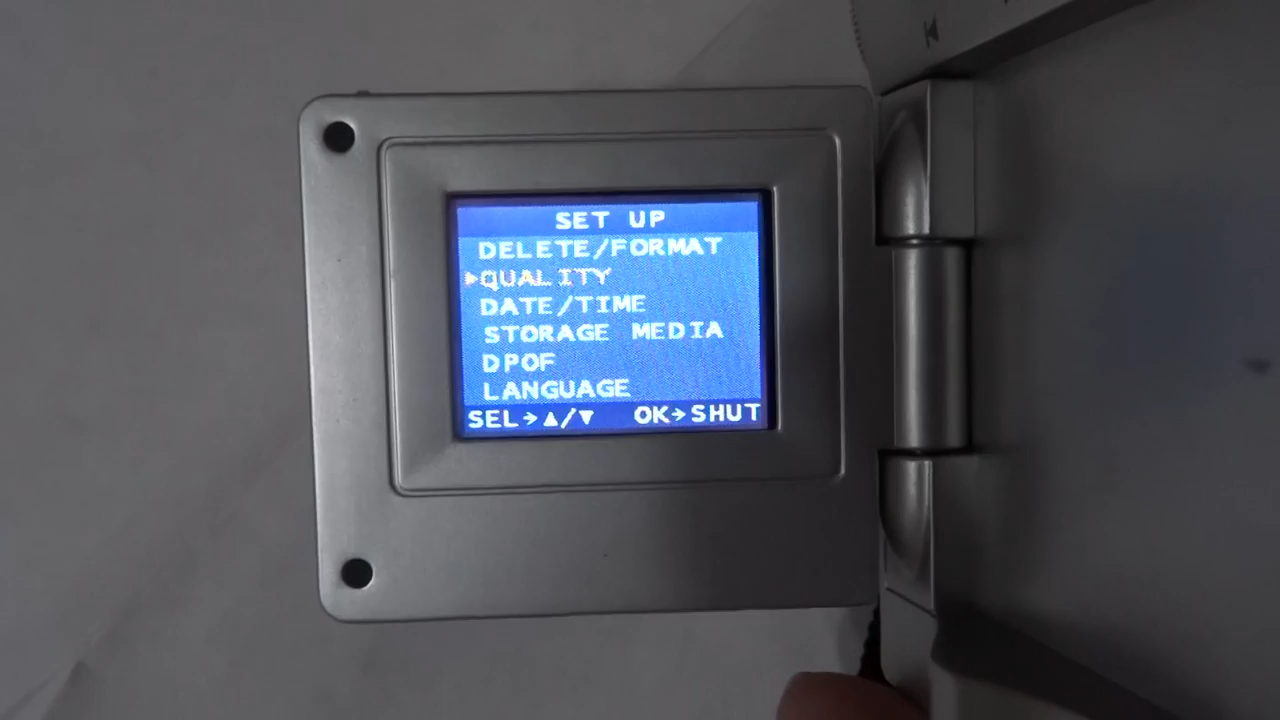 SET UP
DELETE/FORMAT
▶QUALITY
DATE/TIME
STORAGE MEDIA
DPOF
LANGUAGE
SEL→▲/▼ OK→SHUT